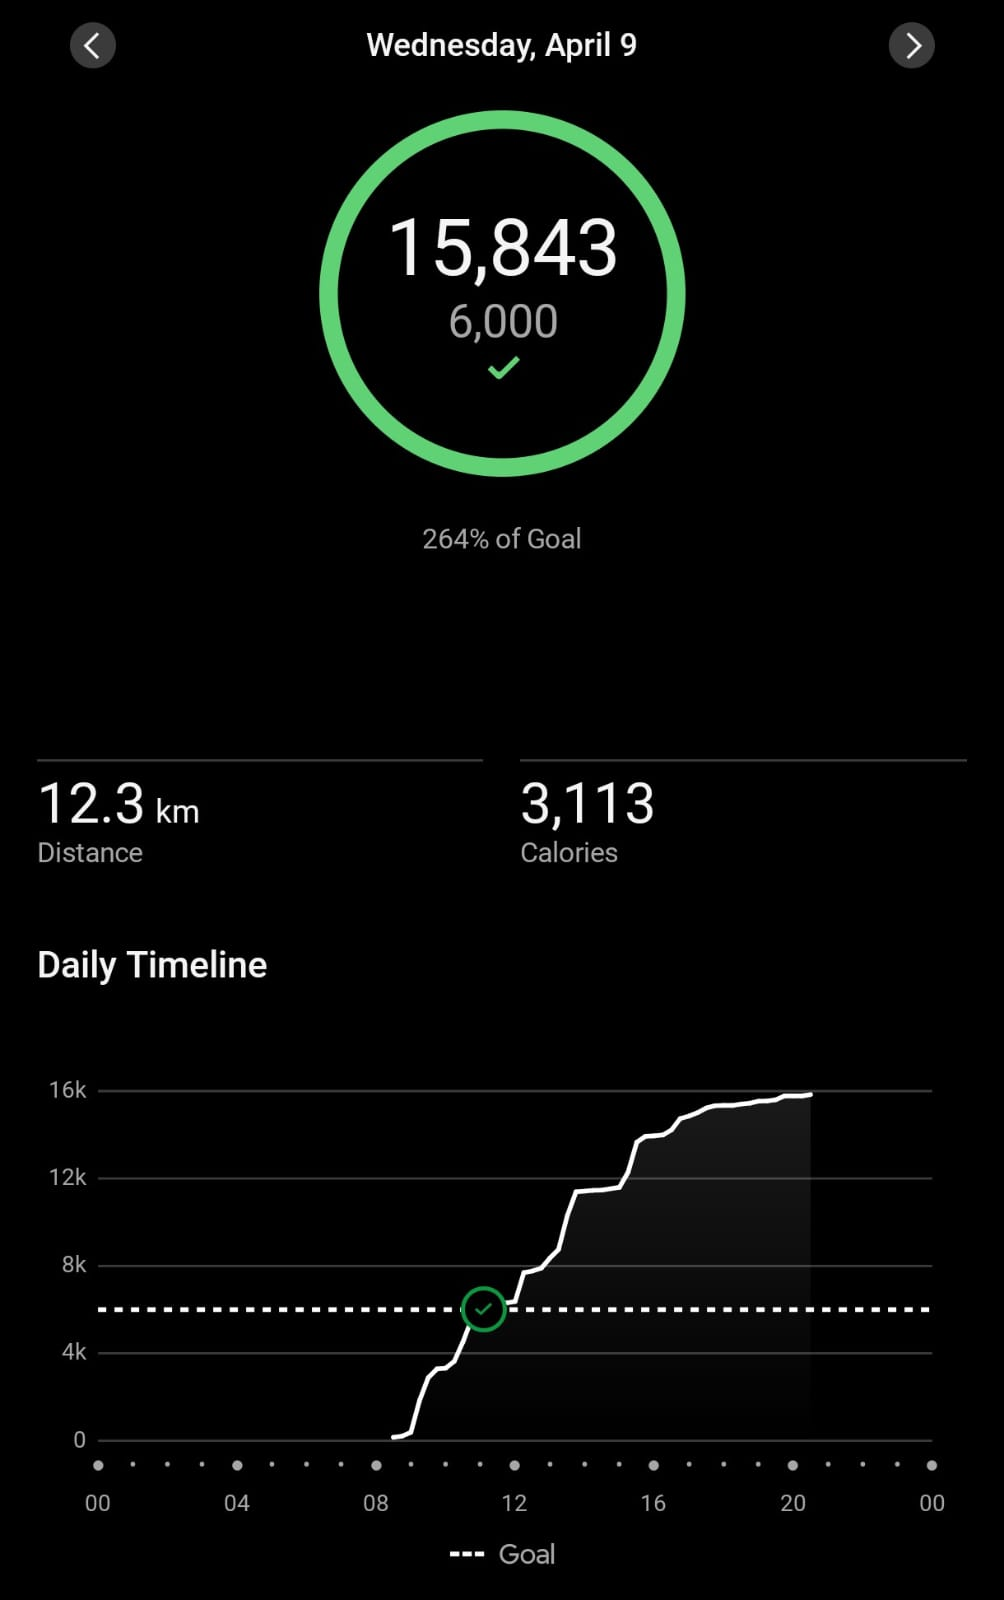 Wednesday, April 9
15,843
6,000
264% of Goal
12.3 km
Distance
3,113
Calories
Daily Timeline
16k
12k
8k
4k
0
00 04 08 12 16 20 00
Goal